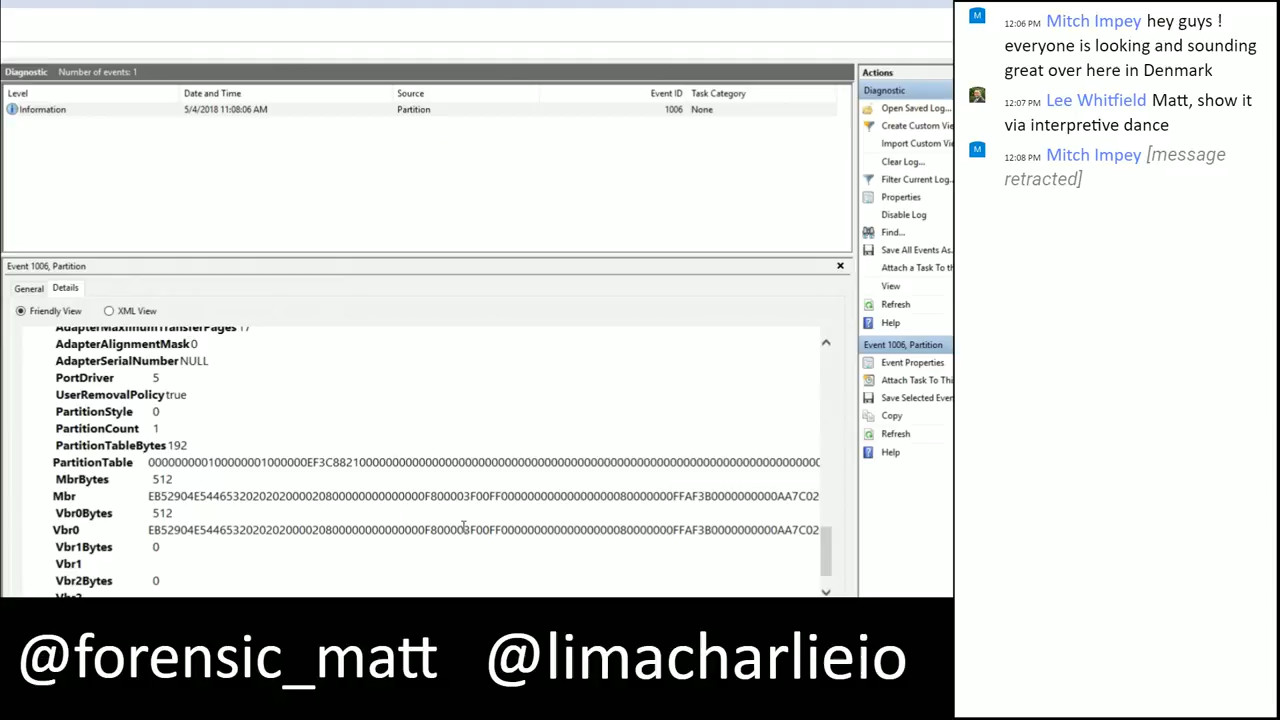 Diagnostic Number of events: 1
Level Date and Time Source Event ID Task Category
Information 5/4/2018 11:08:06 AM Partition 1006 None
Event 1006, Partition
General Details
Friendly View XML View
AdapterMaximumTransferPages 17
AdapterAlignmentMask 0
AdapterSerialNumber NULL
PortDriver 5
UserRemovalPolicy true
PartitionStyle 0
PartitionCount 1
PartitionTableBytes 192
PartitionTable
MbrBytes 512
Mbr
Vbr0Bytes 512
Vbr0
Vbr1Bytes 0
Vbr1
Vbr2Bytes 0
Vbr2
Actions
Diagnostic
Open Saved Log...
Create Custom Vie
Import Custom Vi
Clear Log...
Filter Current Log..
Properties
Disable Log
Find...
Save All Events As.
Attach a Task To th
View
Refresh
Help
Event 1006, Partition
Event Properties
Attach Task To Thi
Save Selected Ever
Copy
Refresh
Help
M 12:06 PM Mitch Impey hey guys !
everyone is looking and sounding
great over here in Denmark
12:07 PM Lee Whitfield Matt, show it
via interpretive dance
M 12:08 PM Mitch Impey [message
retracted]
@forensic_matt @limacharlieio